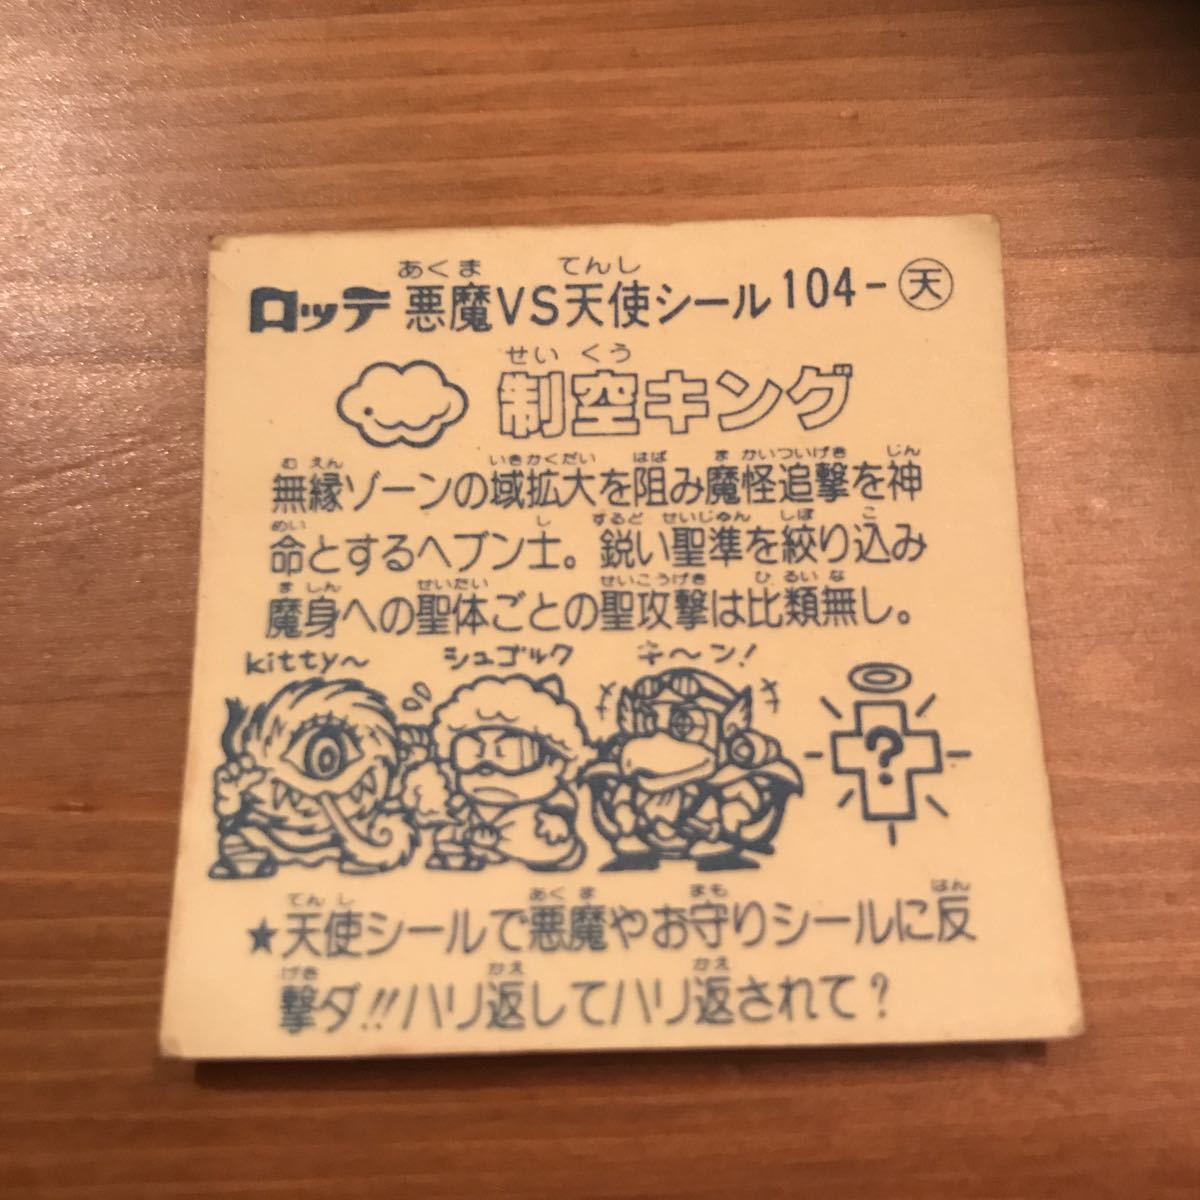 あくま てんし
ロッテ 悪魔VS天使シール 104-天
せい くう
制空キング
むえん いきかくだい はば ま かいついげき じん
無縁ゾーンの域拡大を阻み魔怪追撃を神
めい し するど せいじゅん しぼ こ
命とするヘブン士。鋭い聖準を絞り込み
ま しん せいたい せいこうげき ひ るい な
魔身への聖体ごとの聖攻撃は比類無し。
kitty〜 シュゴルク キ〜ン!
?
てんし あくま まも はん
★天使シールで悪魔やお守りシールに反
げき かえ かえ
撃ダ!!ハリ返してハリ返されて?